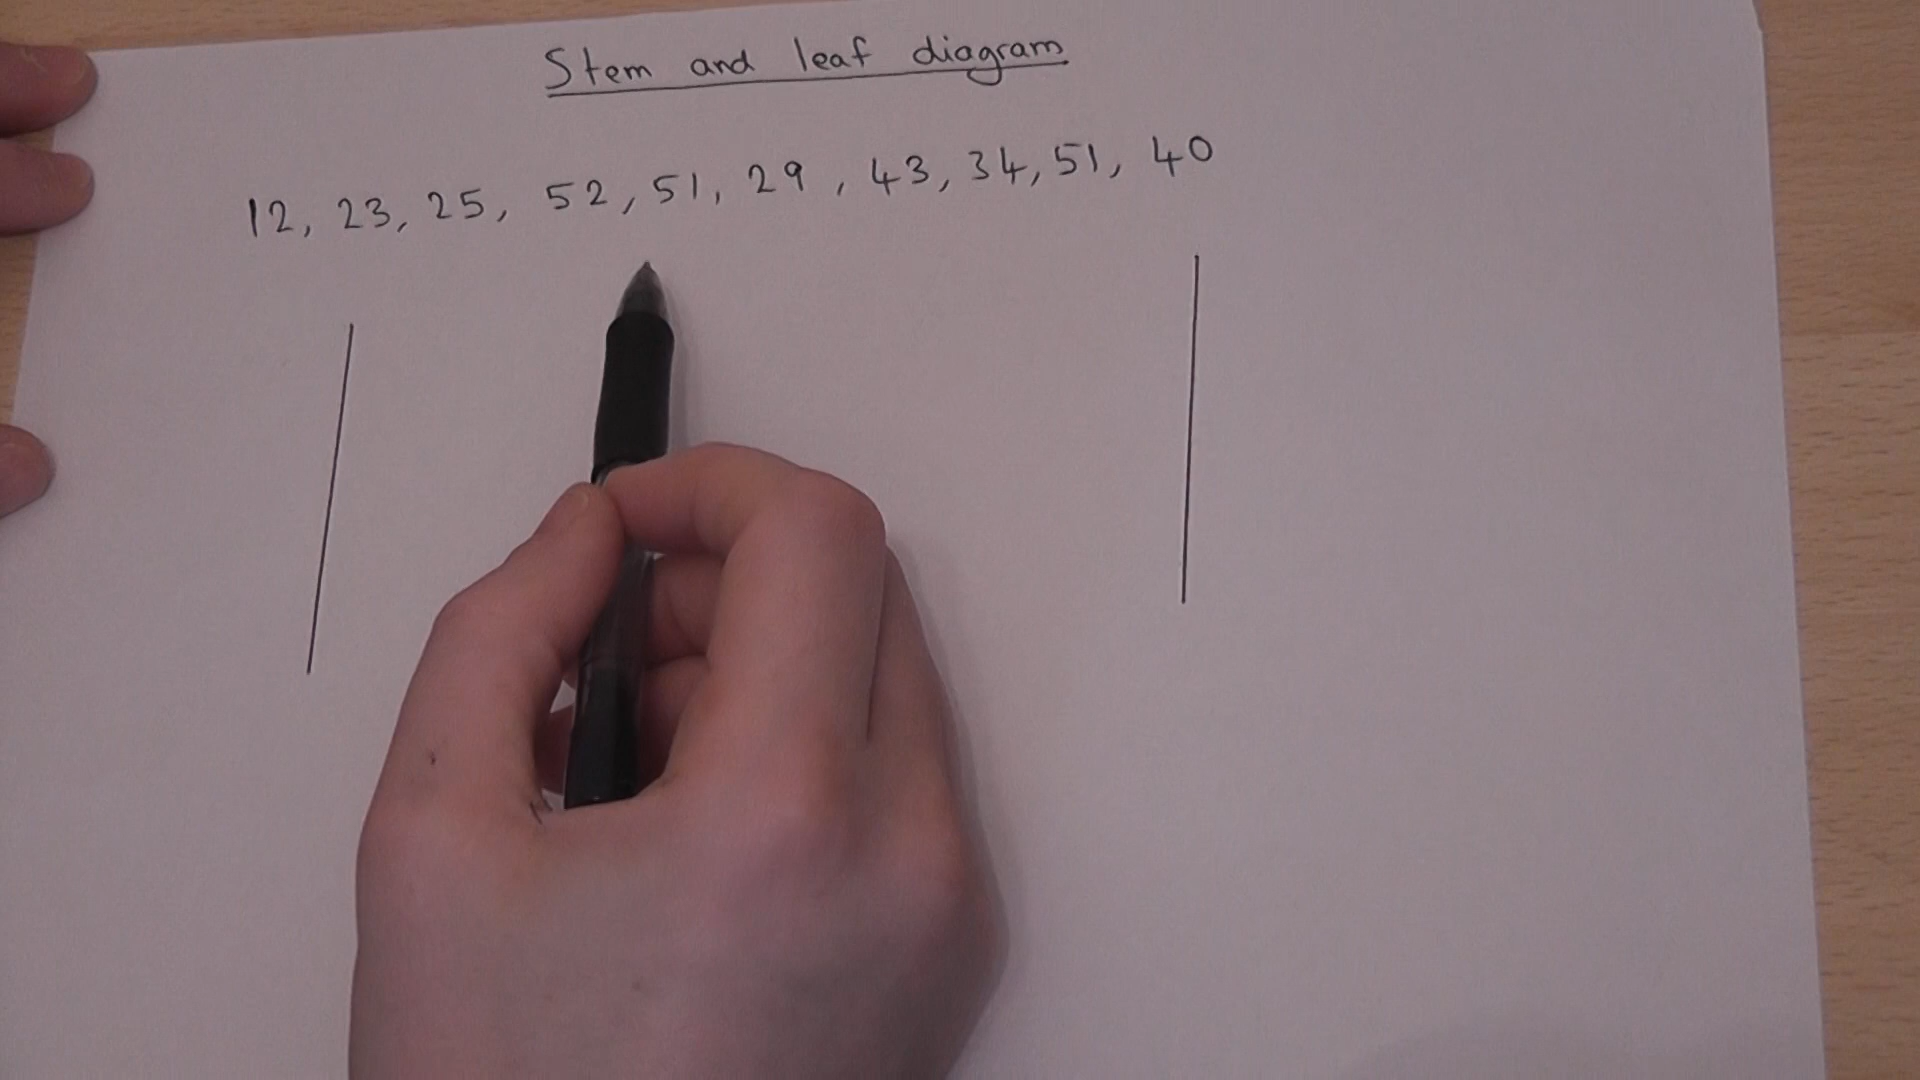 Stem and leaf diagram
12, 23, 25, 52, 51, 29, 43, 34, 51, 40